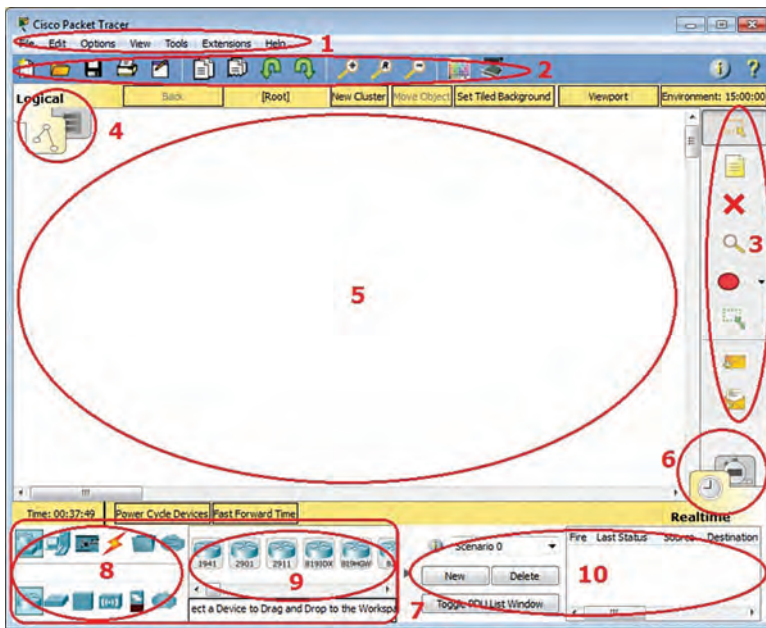 Cisco Packet Tracer
File Edit Options View Tools Extensions Help 1
2
Logical Back [Root] New Cluster Move Object Set Tiled Background Viewport Environment: 15:00:00
4
3
5
6
Time: 00:37:49 Power Cycle Devices Fast Forward Time Realtime
Scenario 0 Fire Last Status Source Destination
8
1941 2901 2911 819IOX 819HGW
9
New Delete
10
7
ect a Device to Drag and Drop to the Workspa Toggle PDU List Window